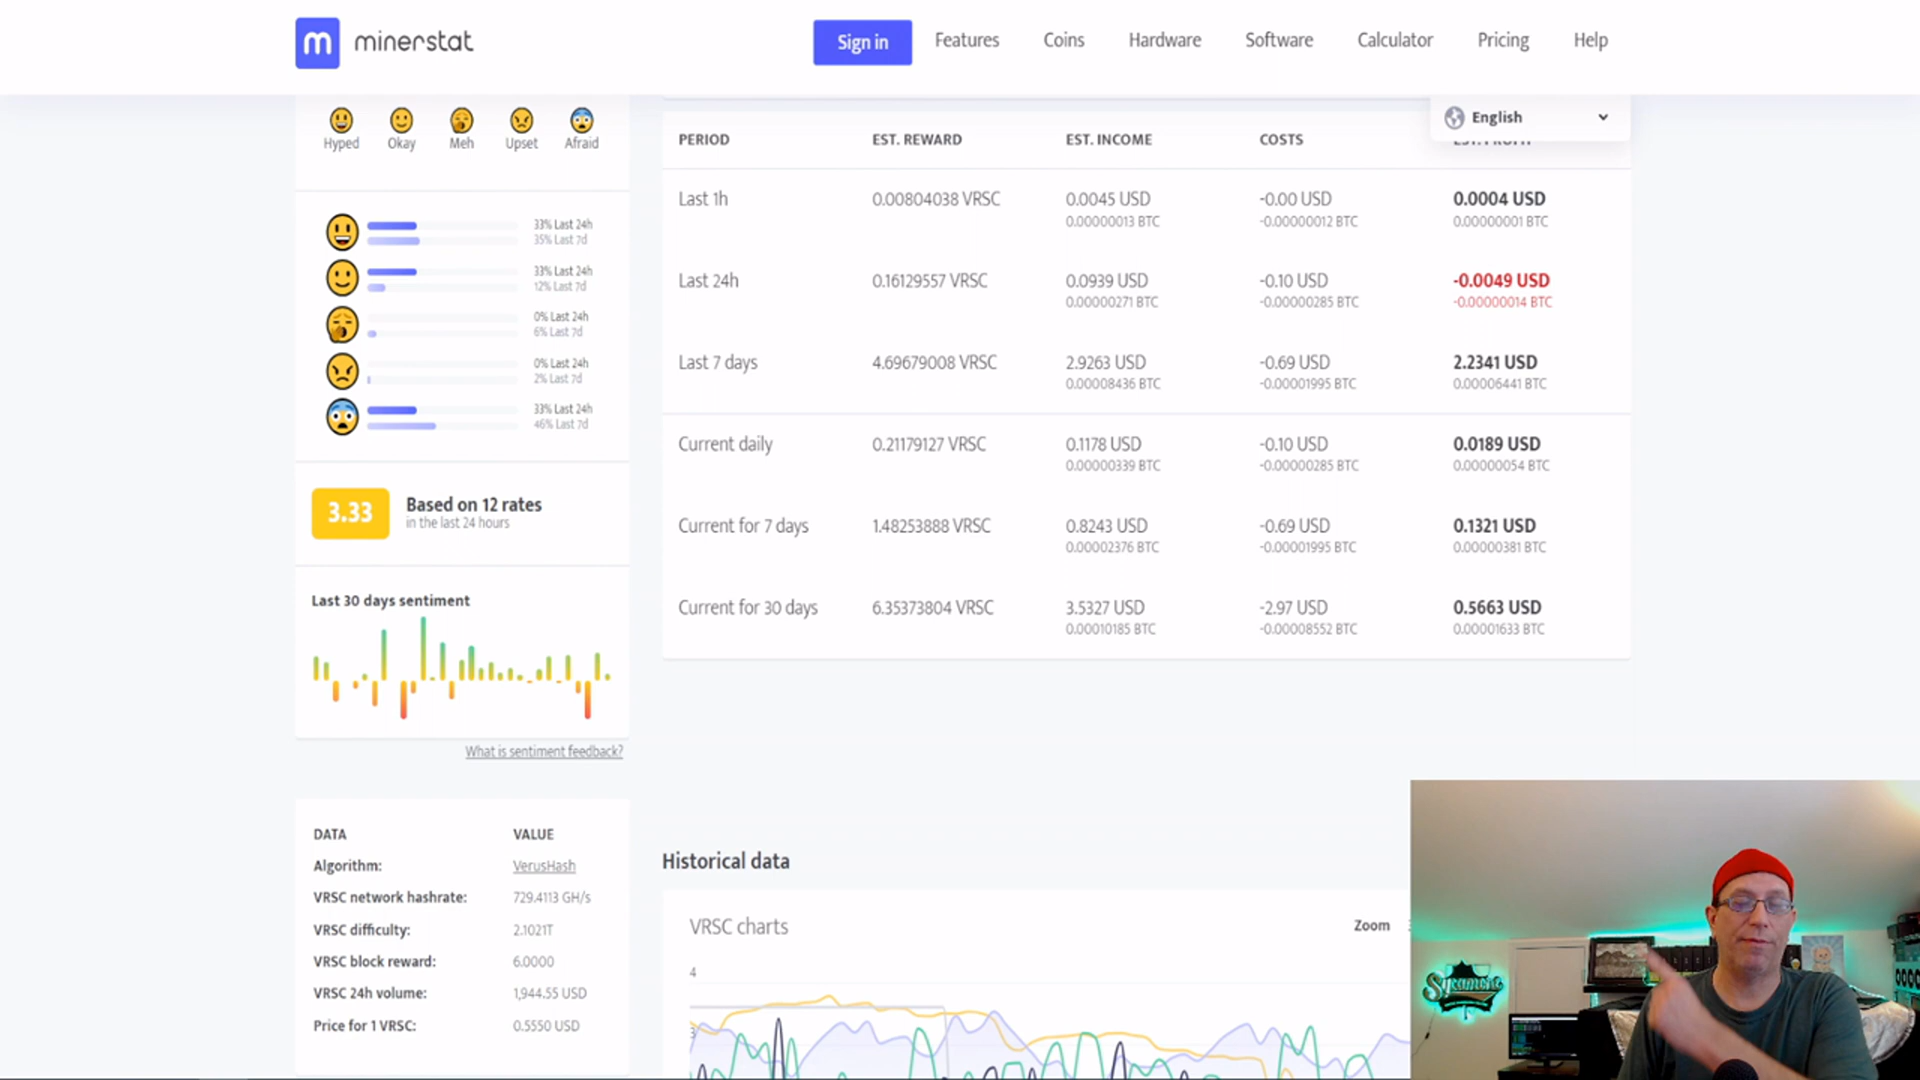 minerstat
Sign in
Features
Coins
Hardware
Software
Calculator
Pricing
Help
English
Hyped
Okay
Meh
Upset
Afraid
33% Last 24h
35% Last 7d
33% Last 24h
12% Last 7d
0% Last 24h
6% Last 7d
0% Last 24h
2% Last 7d
33% Last 24h
46% Last 7d
3.33
Based on 12 rates
in the last 24 hours
Last 30 days sentiment
What is sentiment feedback?
DATA VALUE
Algorithm: VerusHash
VRSC network hashrate: 729.4113 GH/s
VRSC difficulty: 2.1021T
VRSC block reward: 6.0000
VRSC 24h volume: 1,944.55 USD
Price for 1 VRSC: 0.5550 USD
PERIOD EST. REWARD EST. INCOME COSTS EST. PROFIT
Last 1h 0.00804038 VRSC 0.0045 USD -0.00 USD 0.0004 USD
0.00000013 BTC -0.00000012 BTC 0.00000001 BTC
Last 24h 0.16129557 VRSC 0.0939 USD -0.10 USD -0.0049 USD
0.00000271 BTC -0.00000285 BTC -0.00000014 BTC
Last 7 days 4.69679008 VRSC 2.9263 USD -0.69 USD 2.2341 USD
0.00008436 BTC -0.00001995 BTC 0.00006441 BTC
Current daily 0.21179127 VRSC 0.1178 USD -0.10 USD 0.0189 USD
0.00000339 BTC -0.00000285 BTC 0.00000054 BTC
Current for 7 days 1.48253888 VRSC 0.8243 USD -0.69 USD 0.1321 USD
0.00002376 BTC -0.00001995 BTC 0.00000381 BTC
Current for 30 days 6.35373804 VRSC 3.5327 USD -2.97 USD 0.5663 USD
0.00010185 BTC -0.00008552 BTC 0.00001633 BTC
Historical data
VRSC charts
Zoom
4
3